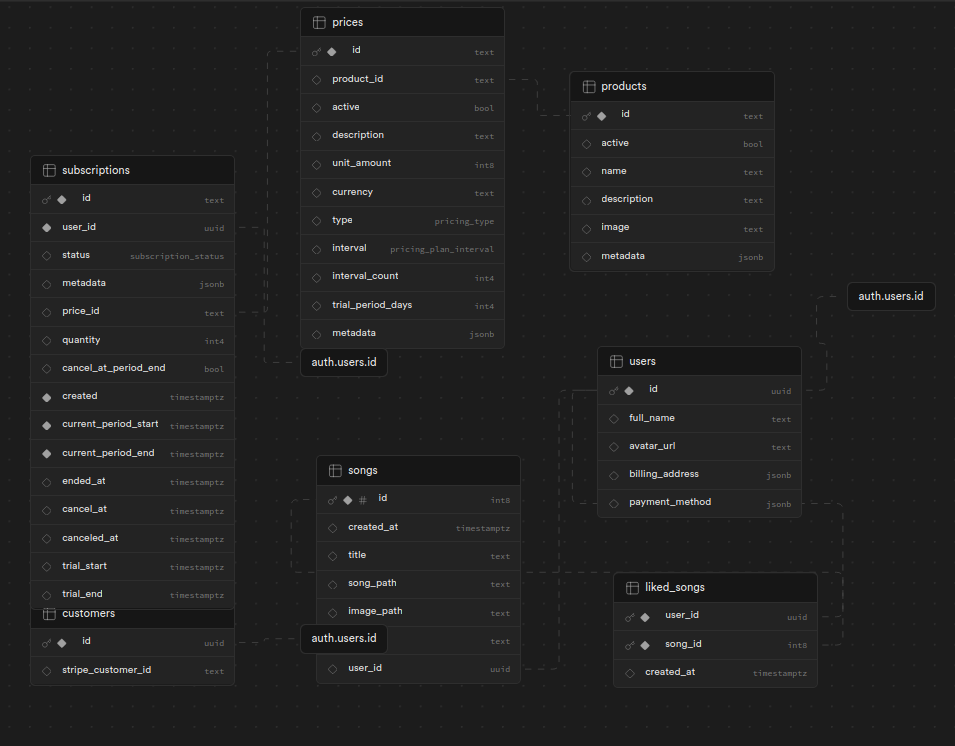 prices
id text
product_id text
active bool
description text
unit_amount int8
currency text
type pricing_type
interval pricing_plan_interval
interval_count int4
trial_period_days int4
metadata jsonb
auth.users.id
products
id text
active bool
name text
description text
image text
metadata jsonb
subscriptions
id text
user_id uuid
status subscription_status
metadata jsonb
price_id text
quantity int4
cancel_at_period_end bool
created timestamptz
current_period_start timestamptz
current_period_end timestamptz
ended_at timestamptz
cancel_at timestamptz
canceled_at timestamptz
trial_start timestamptz
trial_end timestamptz
customers
id uuid
stripe_customer_id text
auth.users.id
users
id uuid
full_name text
avatar_url text
billing_address jsonb
payment_method jsonb
songs
# id int8
created_at timestamptz
title text
song_path text
image_path text
auth.users.id text
user_id uuid
liked_songs
user_id uuid
song_id int8
created_at timestamptz